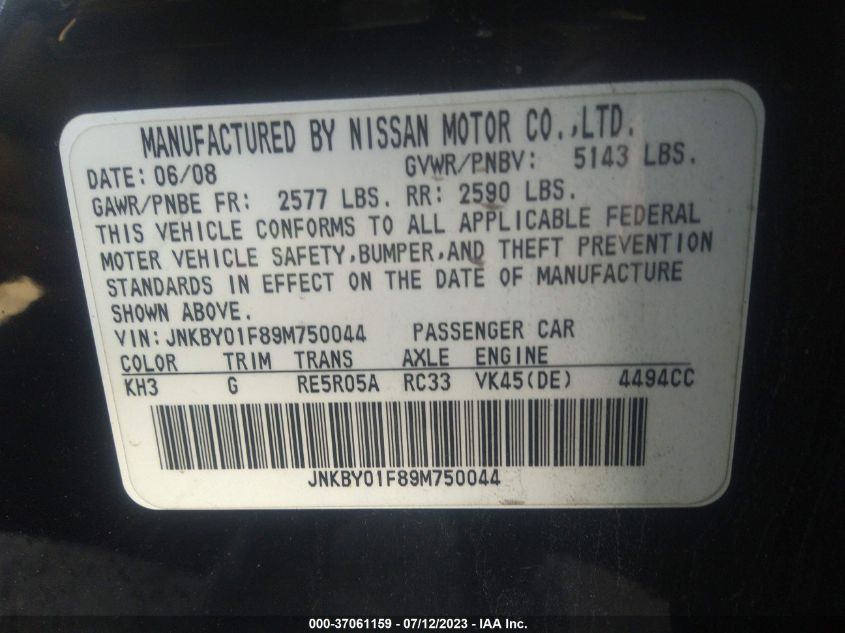 MANUFACTURED BY NISSAN MOTOR CO.,LTD.
DATE: 06/08 GVWR/PNBV: 5143 LBS.
GAWR/PNBE FR: 2577 LBS. RR: 2590 LBS.
THIS VEHICLE CONFORMS TO ALL APPLICABLE FEDERAL
MOTER VEHICLE SAFETY,BUMPER,AND THEFT PREVENTION
STANDARDS IN EFFECT ON THE DATE OF MANUFACTURE
SHOWN ABOVE.
VIN:JNKBY01F89M750044 PASSENGER CAR
COLOR TRIM TRANS AXLE ENGINE
KH3 G RE5R05A RC33 VK45(DE) 4494CC
JNKBY01F89M750044
000-37061159 - 07/12/2023 - IAA Inc.